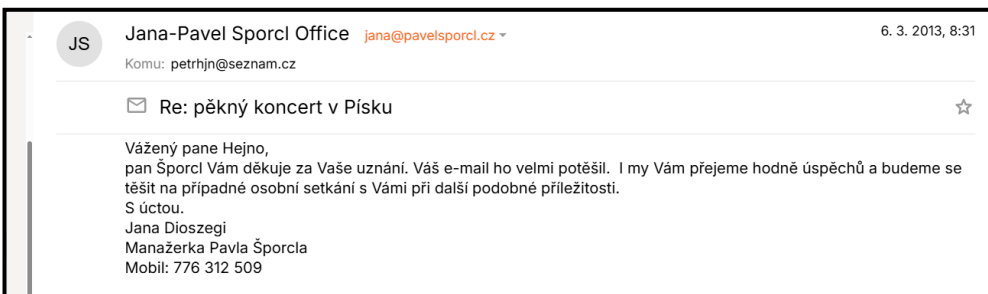 JS
Jana-Pavel Sporcl Office jana@pavelsporcl.cz
6. 3. 2013, 8:31
Komu: petrhjn@seznam.cz
Re: pěkný koncert v Písku
Vážený pane Hejno,
pan Šporcl Vám děkuje za Vaše uznání. Váš e-mail ho velmi potěšil.  I my Vám přejeme hodně úspěchů a budeme se
těšit na případné osobní setkání s Vámi při další podobné příležitosti.
S úctou.
Jana Dioszegi
Manažerka Pavla Šporcla
Mobil: 776 312 509